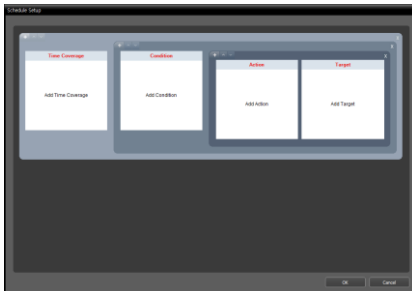 Schedule Setup
Time Coverage
Condition
Action
Target
Add Time Coverage
Add Condition
Add Action
Add Target
OK
Cancel